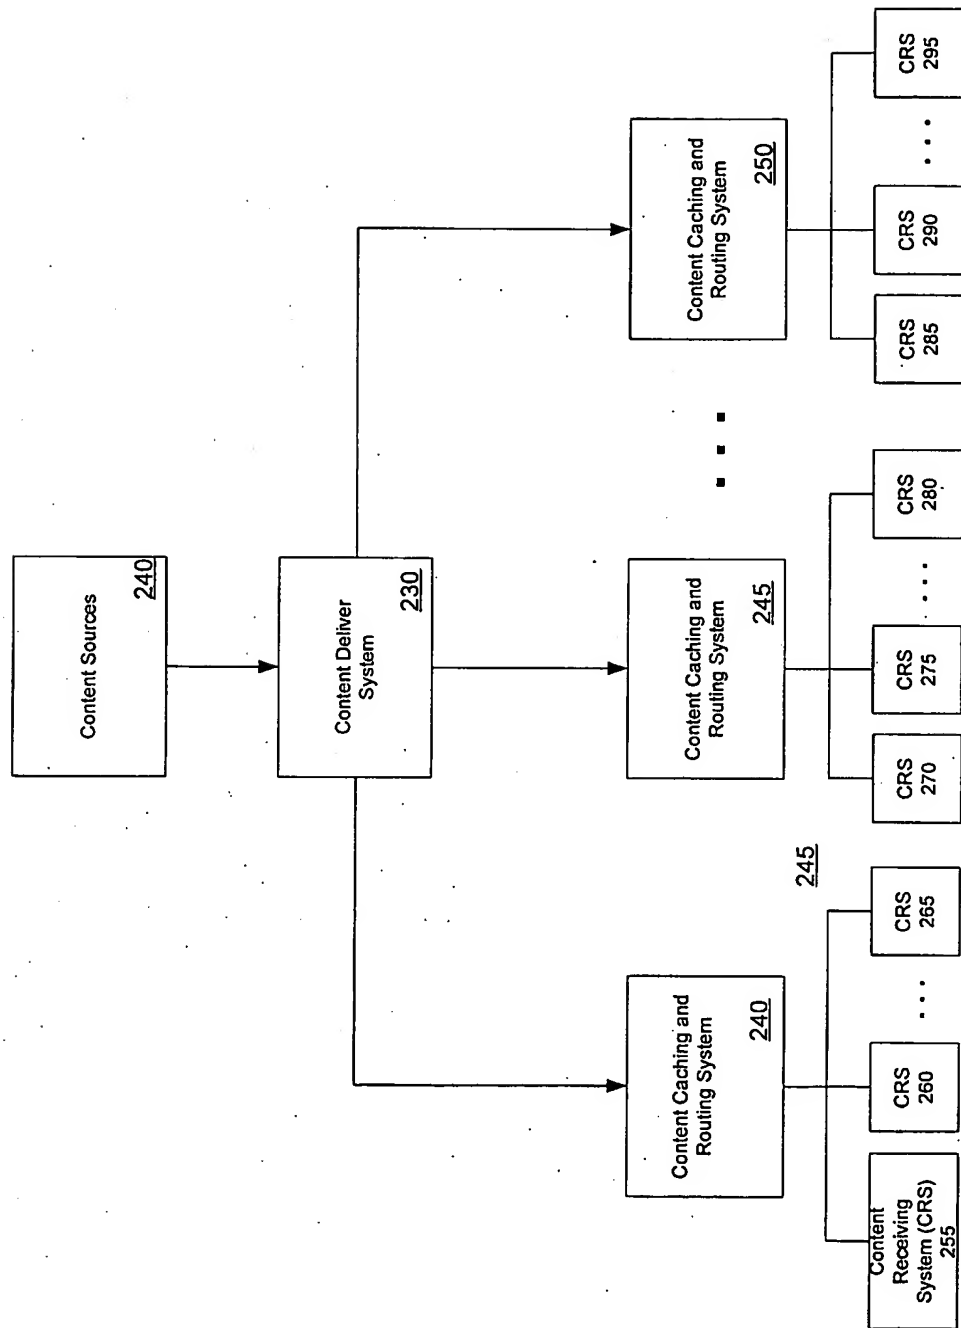 Content Sources
240
Content Deliver
System
230
Content Caching and
Routing System
240
Content Caching and
Routing System
245
Content Caching and
Routing System
250
245
Content
Receiving
System (CRS)
255
CRS
260
. . .
CRS
265
CRS
270
CRS
275
. . . .
CRS
280
. . .
CRS
285
CRS
290
. . .
CRS
295